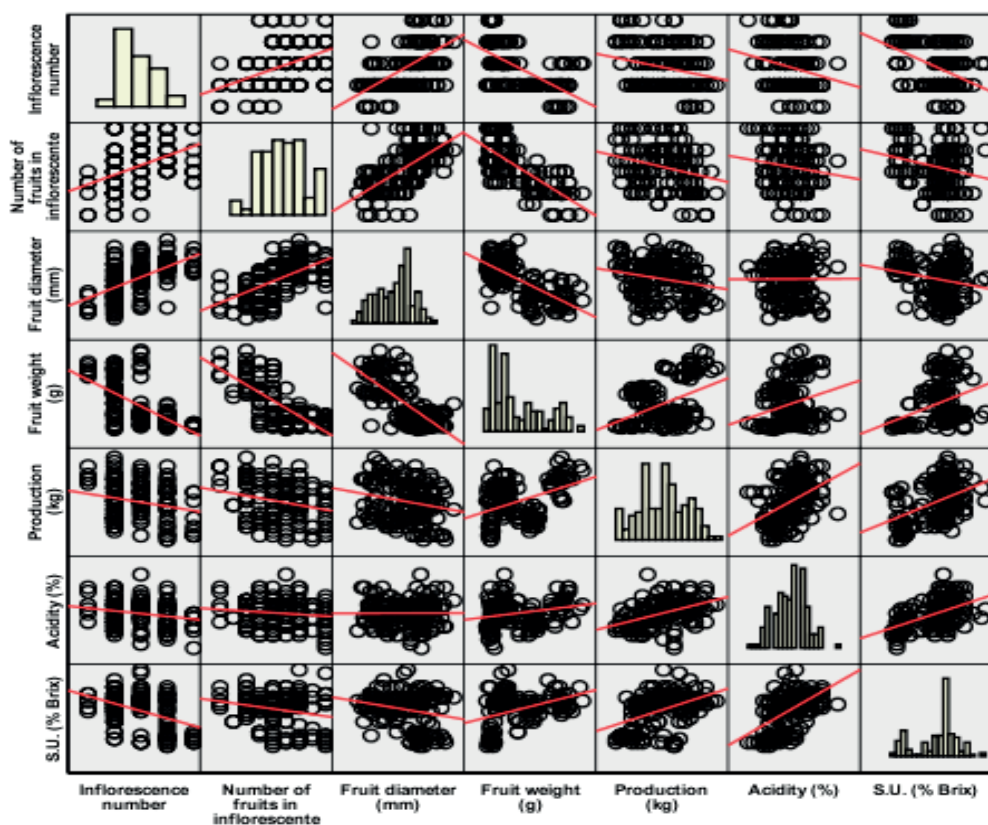 Inflorescence
number
Number of
fruits in
inflorescente
Fruit diameter
(mm)
Fruit weight
(g)
Production
(kg)
Acidity (%)
S.U. (% Brix)
Inflorescence
number
Number of
fruits in
inflorescente
Fruit diameter
(mm)
Fruit weight
(g)
Production
(kg)
Acidity (%)
S.U. (% Brix)